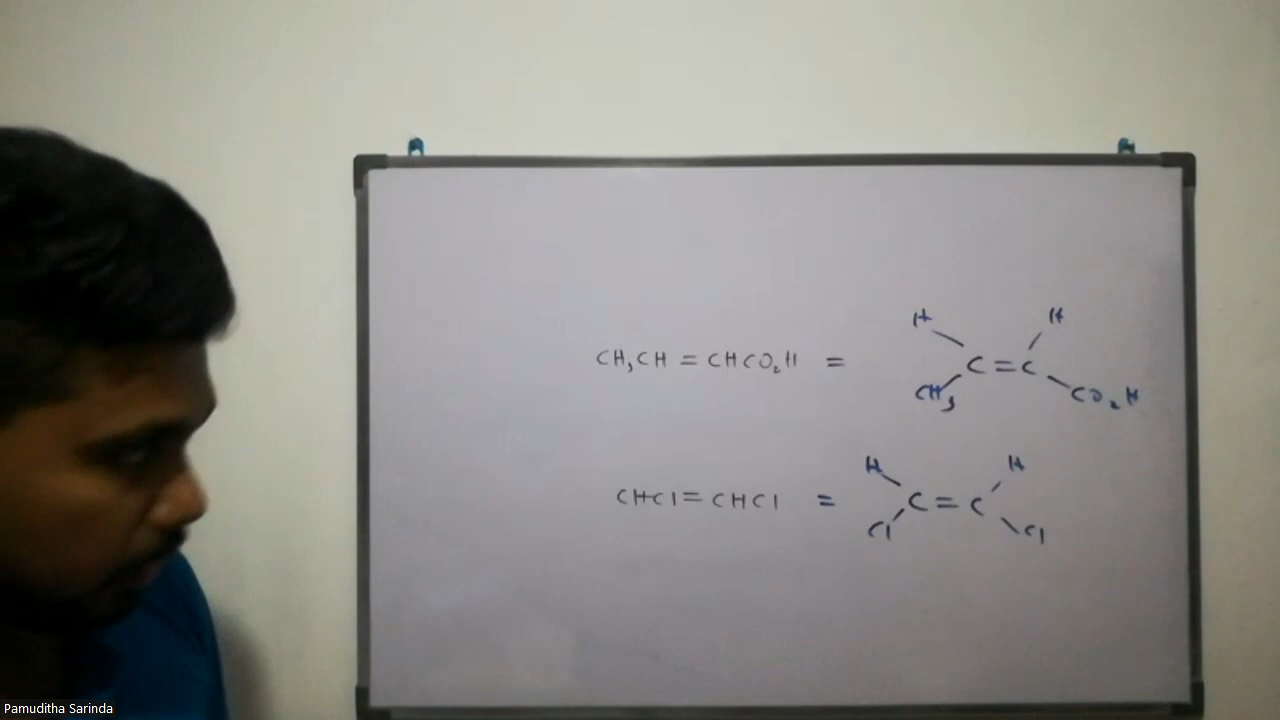 H H
CH₃CH = CHCO₂H = C = C
CH₃ CO₂H
H H
CHCl = CHCl = C = C
Cl Cl
Pamuditha Sarinda